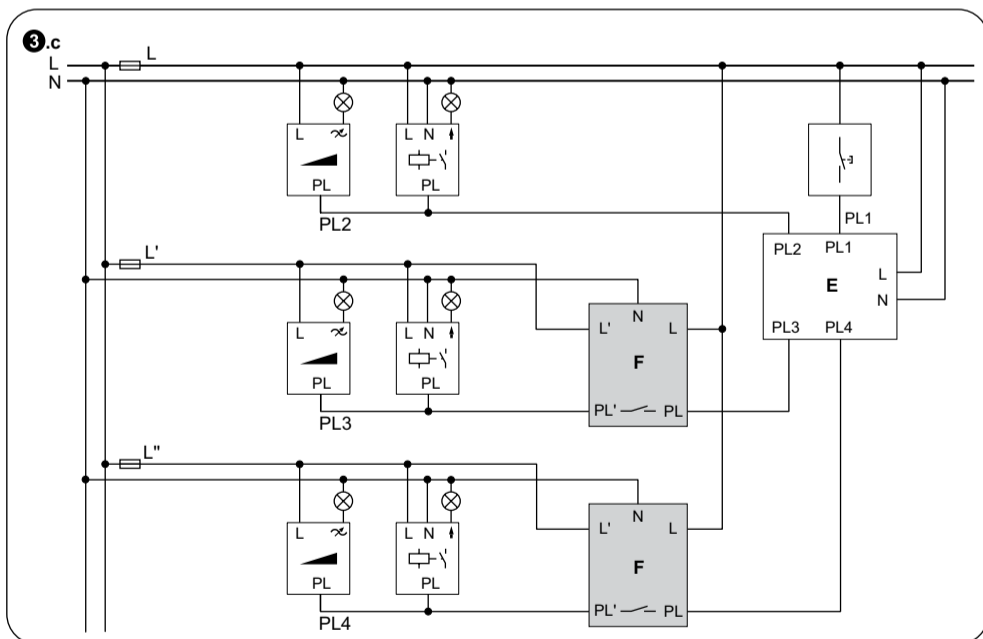 3.c
L L
N
L L N
PL PL
PL2
PL1
PL2 PL1
L
E
N
PL3 PL4
L'
L L N
PL PL
PL3
N
L' L
F
PL' PL
L"
L L N
PL PL
PL4
N
L' L
F
PL' PL